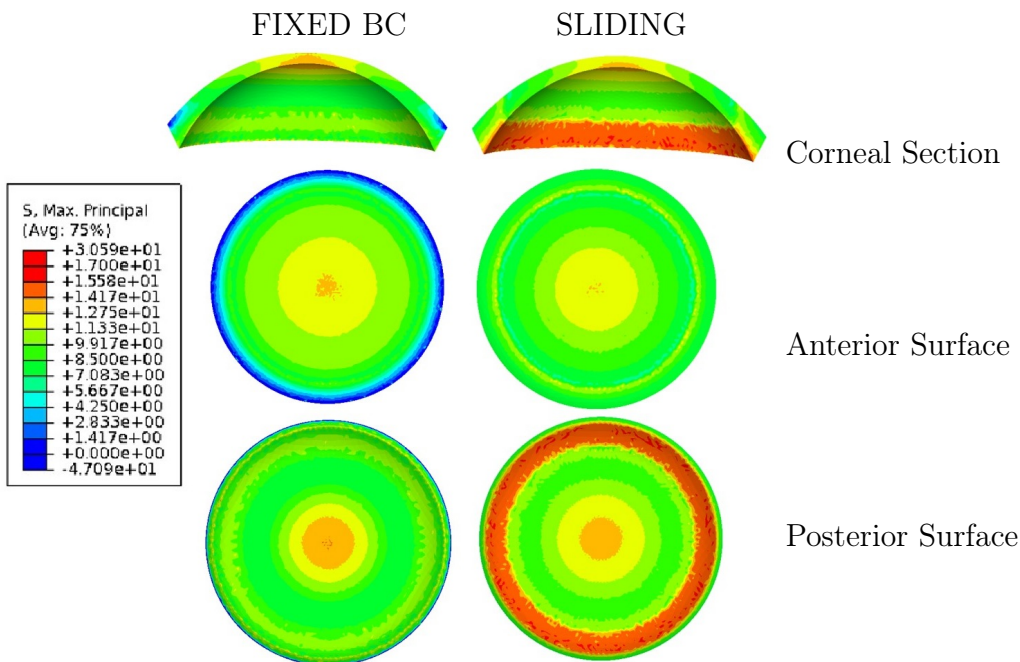 FIXED BC
SLIDING
Corneal Section
S, Max. Principal
(Avg: 75%)
+3.059e+01
+1.700e+01
+1.558e+01
+1.417e+01
+1.275e+01
+1.133e+01
+9.917e+00
+8.500e+00
+7.083e+00
+5.667e+00
+4.250e+00
+2.833e+00
+1.417e+00
+0.000e+00
-4.709e+01
Anterior Surface
Posterior Surface